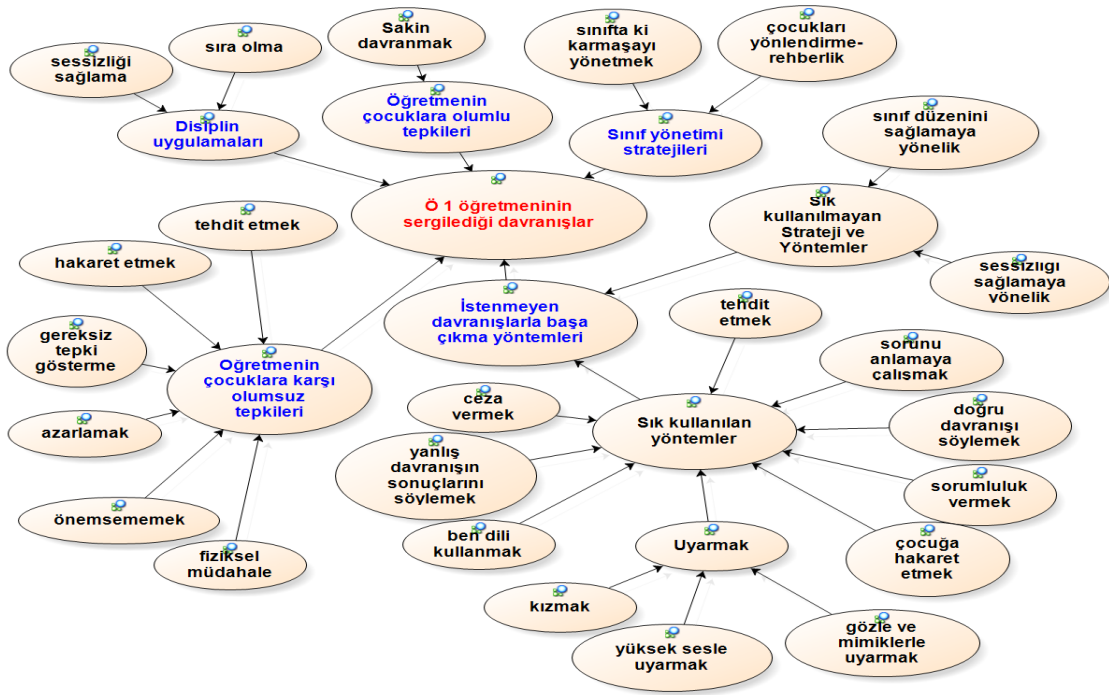 sessizliği
sağlama
sıra olma
Sakin
davranmak
sınıfta ki
karmaşayı
yönetmek
çocukları
yönlendirme-
rehberlik
Disiplin
uygulamaları
Öğretmenin
çocuklara olumlu
tepkileri
Sınıf yönetimi
stratejileri
sınıf düzenini
sağlamaya
yönelik
Ö 1 öğretmeninin
sergilediği davranışlar
Sık
kullanılmayan
Strateji ve
Yöntemler
sessizliği
sağlamaya
yönelik
tehdit etmek
hakaret etmek
gereksiz
tepki
gösterme
azarlamak
önemsememek
fiziksel
müdahale
Öğretmenin
çocuklara karşı
olumsuz
tepkileri
İstenmeyen
davranışlarla başa
çıkma yöntemleri
tehdit
etmek
sorunu
anlamaya
çalışmak
ceza
vermek
Sık kullanılan
yöntemler
doğru
davranışı
söylemek
yanlış
davranışın
sonuçlarını
söylemek
sorumluluk
vermek
ben dili
kullanmak
Uyarmak
çocuğa
hakaret
etmek
kızmak
yüksek sesle
uyarmak
gözle ve
mimiklerle
uyarmak